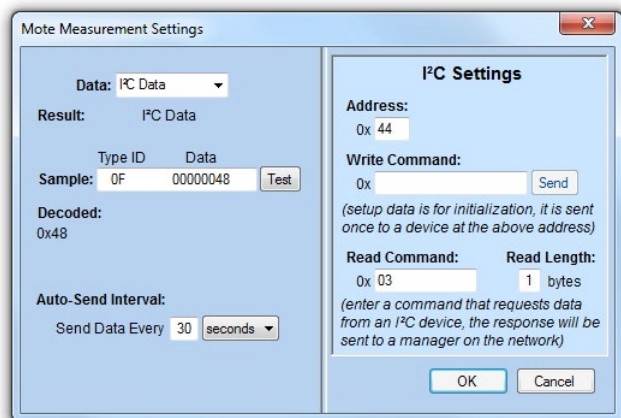 Mote Measurement Settings
Data: I²C Data
Result: I²C Data
Type ID Data
Sample: 0F 00000048 Test
Decoded:
0x48
Auto-Send Interval:
Send Data Every 30 seconds
I²C Settings
Address:
0x 44
Write Command:
0x Send
(setup data is for initialization, it is sent
once to a device at the above address)
Read Command: Read Length:
0x 03 1 bytes
(enter a command that requests data
from an I²C device, the response will be
sent to a manager on the network)
OK Cancel